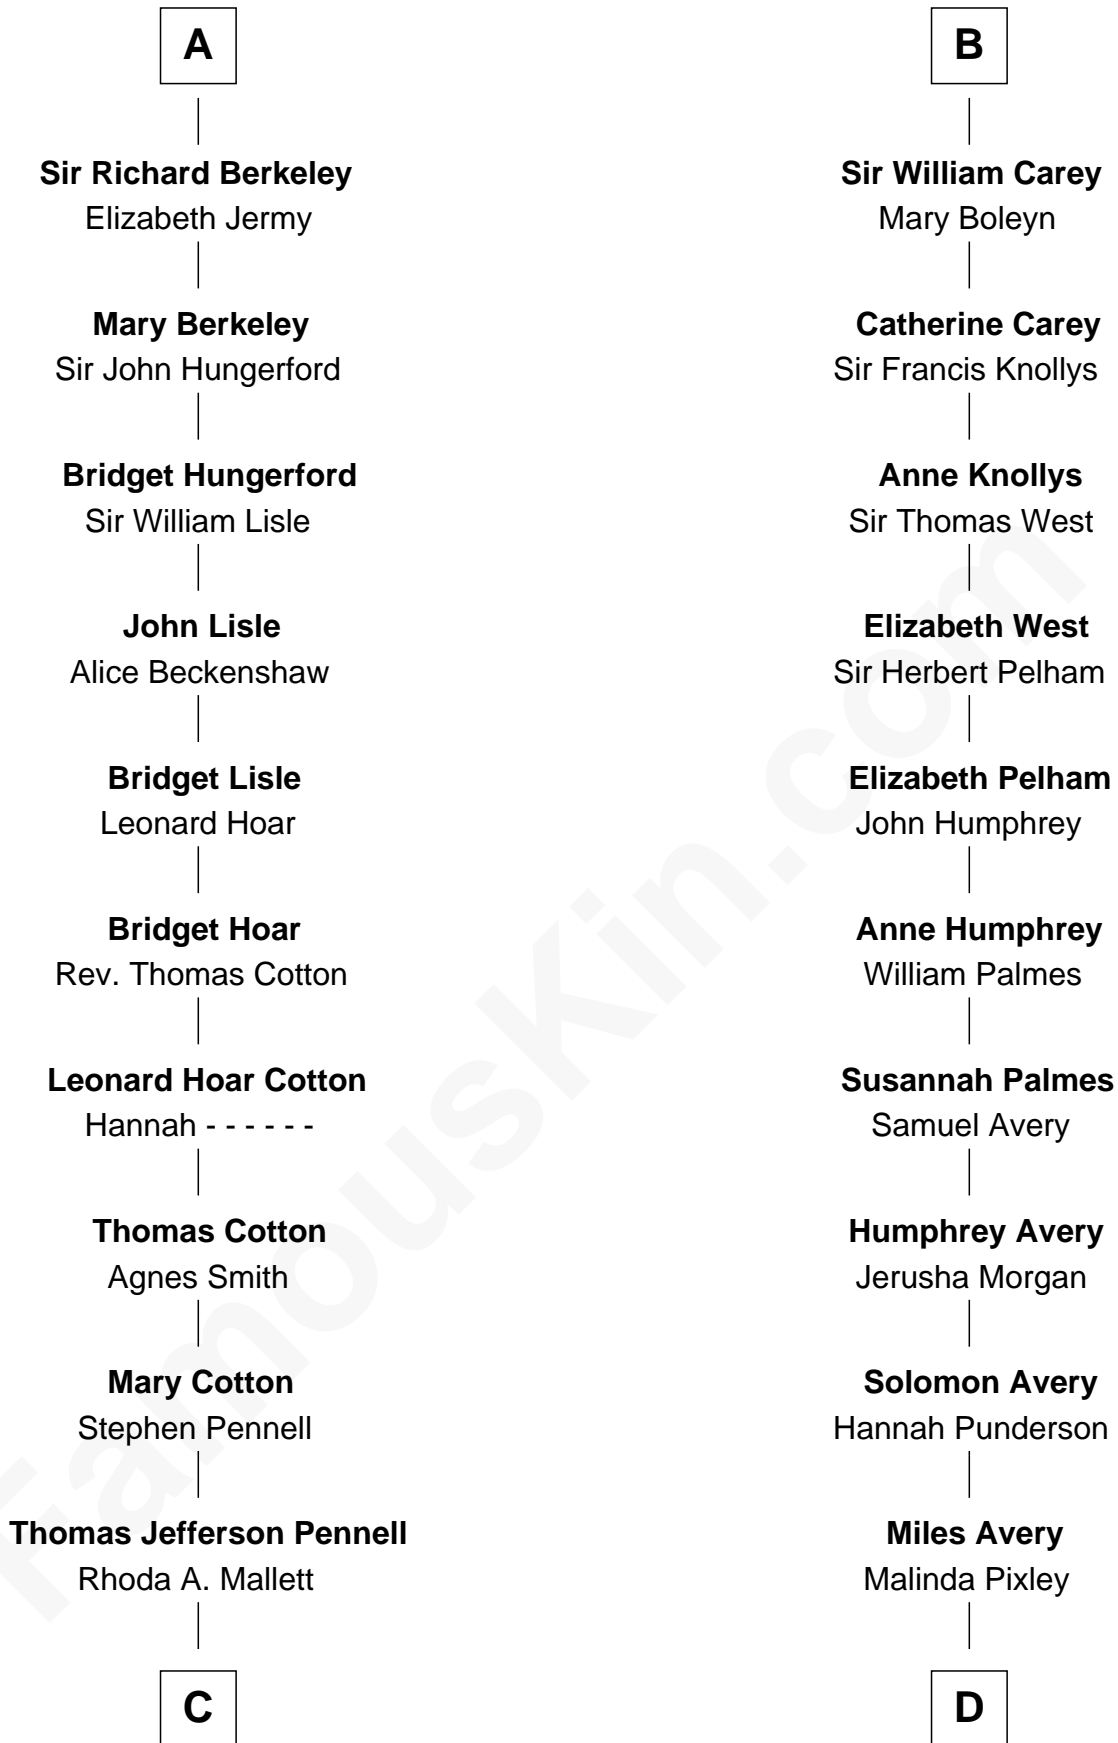 A
Sir Richard Berkeley
Elizabeth Jermy
Mary Berkeley
Sir John Hungerford
Bridget Hungerford
Sir William Lisle
John Lisle
Alice Beckenshaw
Bridget Lisle
Leonard Hoar
Bridget Hoar
Rev. Thomas Cotton
Leonard Hoar Cotton
Hannah - - - - - -
Thomas Cotton
Agnes Smith
Mary Cotton
Stephen Pennell
Thomas Jefferson Pennell
Rhoda A. Mallett
C
B
Sir William Carey
Mary Boleyn
Catherine Carey
Sir Francis Knollys
Anne Knollys
Sir Thomas West
Elizabeth West
Sir Herbert Pelham
Elizabeth Pelham
John Humphrey
Anne Humphrey
William Palmes
Susannah Palmes
Samuel Avery
Humphrey Avery
Jerusha Morgan
Solomon Avery
Hannah Punderson
Miles Avery
Malinda Pixley
D
FamousKin.com